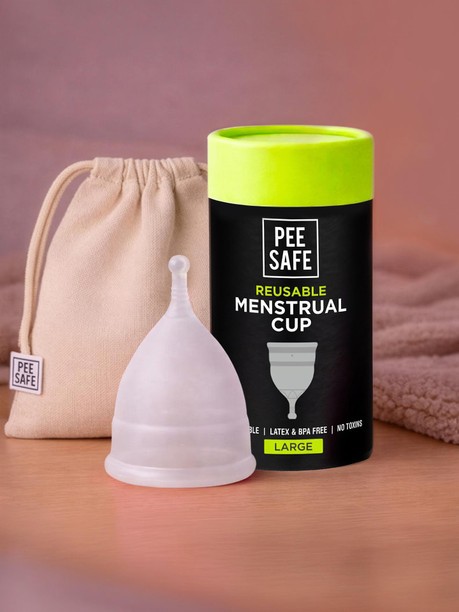 PEE
SAFE
REUSABLE
MENSTRUAL
CUP
| LATEX & BPA FREE | NO TOXINS
LARGE
PEE
SAFE